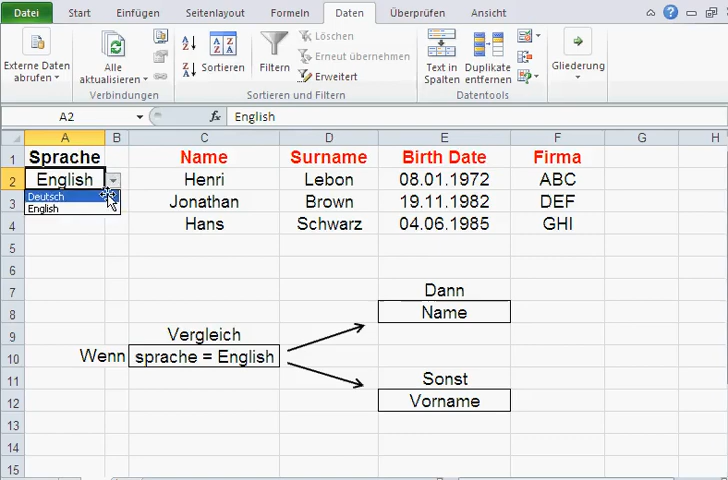 Datei Start Einfügen Seitenlayout Formeln Daten Überprüfen Ansicht
Externe Daten abrufen
Alle aktualisieren
Verbindungen
Sortieren
Filtern
Löschen
Erneut übernehmen
Erweitert
Sortieren und Filtern
Text in Spalten
Duplikate entfernen
Datentools
Gliederung
A2 fx English
A B C D E F G H
1 Sprache Name Surname Birth Date Firma
2 English Henri Lebon 08.01.1972 ABC
Deutsch
3 Jonathan Brown 19.11.1982 DEF
English
4 Hans Schwarz 04.06.1985 GHI
5
6
7 Dann
8 Name
9 Vergleich
10 Wenn sprache = English
11 Sonst
12 Vorname
13
14
15